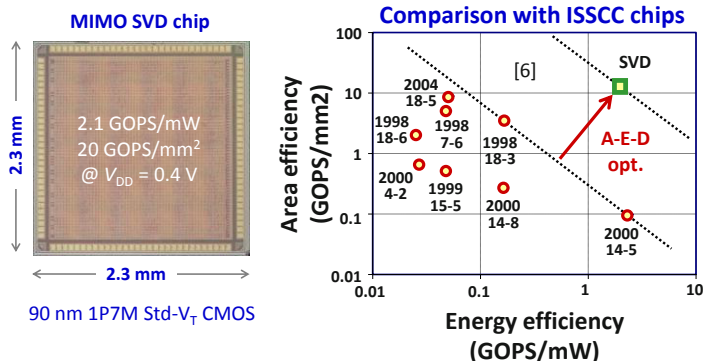 MIMO SVD chip
2.3 mm
2.1 GOPS/mW
20 GOPS/mm²
@ V_DD = 0.4 V
2.3 mm
90 nm 1P7M Std-V_T CMOS
Comparison with ISSCC chips
Area efficiency
(GOPS/mm2)
100
10
1
0.1
0.01
[6]
SVD
2004
18-5
1998
18-6
1998
7-6
1998
18-3
A-E-D
opt.
2000
4-2
1999
15-5
2000
14-8
2000
14-5
0.01
0.1
1
10
Energy efficiency
(GOPS/mW)